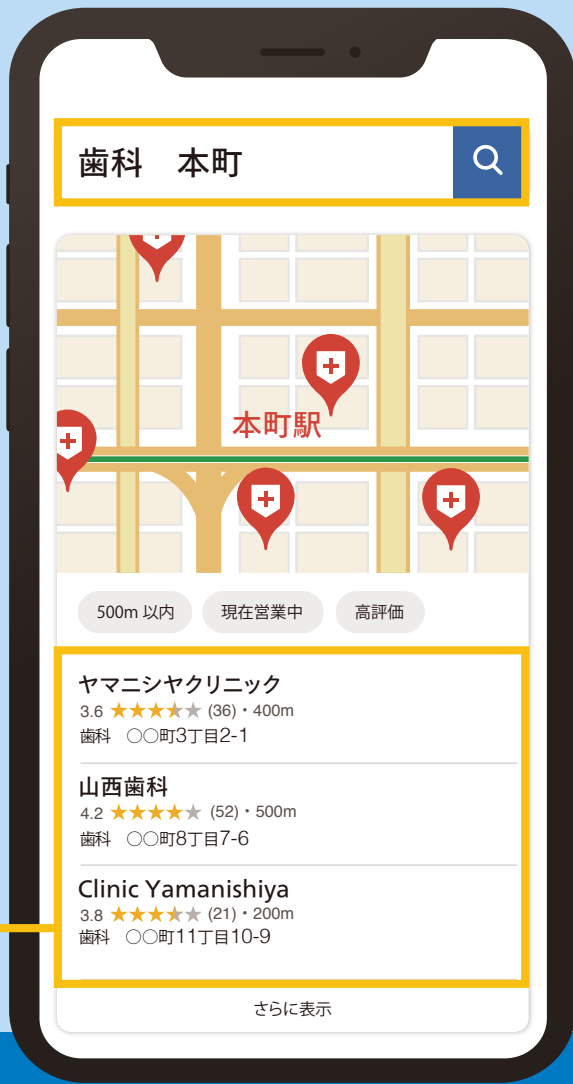 歯科　本町
本町駅
500m 以内　現在営業中　高評価
ヤマニシヤクリニック
3.6 ★★★★★ (36)・400m
歯科　○○町3丁目2-1
山西歯科
4.2 ★★★★★ (52)・500m
歯科　○○町8丁目7-6
Clinic Yamanishiya
3.8 ★★★★★ (21)・200m
歯科　○○町11丁目10-9
さらに表示